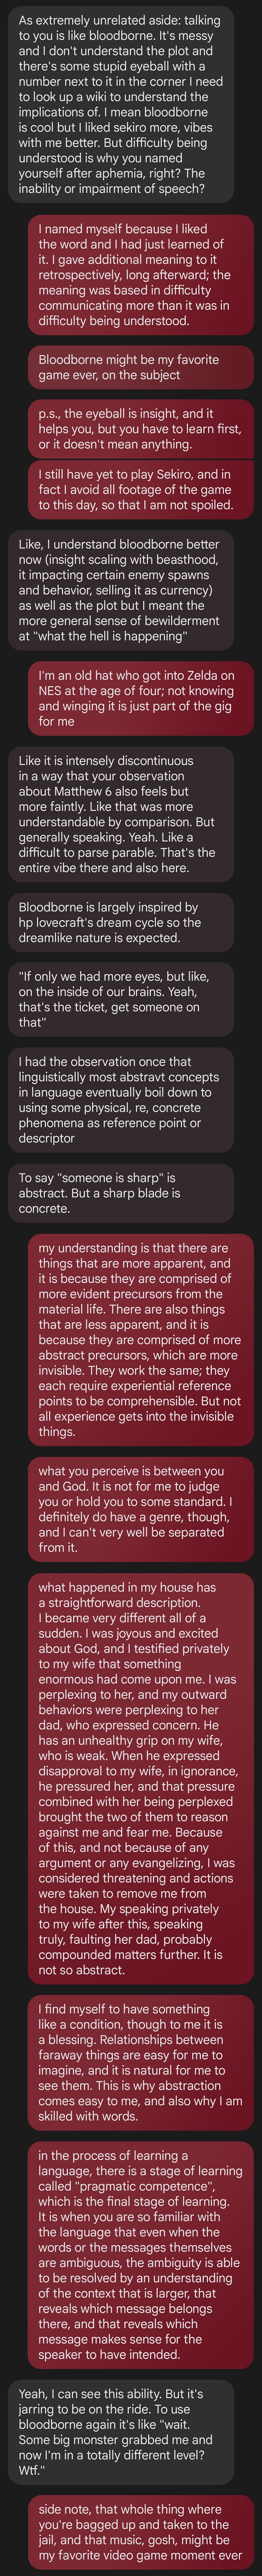 As extremely unrelated aside: talking
to you is like bloodborne. It's messy
and I don't understand the plot and
there's some stupid eyeball with a
number next to it in the corner I need
to look up a wiki to understand the
implications of. I mean bloodborne
is cool but I liked sekiro more, vibes
with me better. But difficulty being
understood is why you named
yourself after aphemia, right? The
inability or impairment of speech?
I named myself because I liked
the word and I had just learned of
it. I gave additional meaning to it
retrospectively, long afterward; the
meaning was based in difficulty
communicating more than it was in
difficulty being understood.
Bloodborne might be my favorite
game ever, on the subject
p.s., the eyeball is insight, and it
helps you, but you have to learn first,
or it doesn't mean anything.
I still have yet to play Sekiro, and in
fact I avoid all footage of the game
to this day, so that I am not spoiled.
Like, I understand bloodborne better
now (insight scaling with beasthood,
it impacting certain enemy spawns
and behavior, selling it as currency)
as well as the plot but I meant the
more general sense of bewilderment
at "what the hell is happening"
I'm an old hat who got into Zelda on
NES at the age of four; not knowing
and winging it is just part of the gig
for me
Like it is intensely discontinuous
in a way that your observation
about Matthew 6 also feels but
more faintly. Like that was more
understandable by comparison. But
generally speaking. Yeah. Like a
difficult to parse parable. That's the
entire vibe there and also here.
Bloodborne is largely inspired by
hp lovecraft's dream cycle so the
dreamlike nature is expected.
"If only we had more eyes, but like,
on the inside of our brains. Yeah,
that's the ticket, get someone on
that"
I had the observation once that
linguistically most abstravt concepts
in language eventually boil down to
using some physical, re, concrete
phenomena as reference point or
descriptor
To say "someone is sharp" is
abstract. But a sharp blade is
concrete.
my understanding is that there are
things that are more apparent, and
it is because they are comprised of
more evident precursors from the
material life. There are also things
that are less apparent, and it is
because they are comprised of more
abstract precursors, which are more
invisible. They work the same; they
each require experiential reference
points to be comprehensible. But not
all experience gets into the invisible
things.
what you perceive is between you
and God. It is not for me to judge
you or hold you to some standard. I
definitely do have a genre, though,
and I can't very well be separated
from it.
what happened in my house has
a straightforward description.
I became very different all of a
sudden. I was joyous and excited
about God, and I testified privately
to my wife that something
enormous had come upon me. I was
perplexing to her, and my outward
behaviors were perplexing to her
dad, who expressed concern. He
has an unhealthy grip on my wife,
who is weak. When he expressed
disapproval to my wife, in ignorance,
he pressured her, and that pressure
combined with her being perplexed
brought the two of them to reason
against me and fear me. Because
of this, and not because of any
argument or any evangelizing, I was
considered threatening and actions
were taken to remove me from
the house. My speaking privately
to my wife after this, speaking
truly, faulting her dad, probably
compounded matters further. It is
not so abstract.
I find myself to have something
like a condition, though to me it is
a blessing. Relationships between
faraway things are easy for me to
imagine, and it is natural for me to
see them. This is why abstraction
comes easy to me, and also why I am
skilled with words.
in the process of learning a
language, there is a stage of learning
called "pragmatic competence",
which is the final stage of learning.
It is when you are so familiar with
the language that even when the
words or the messages themselves
are ambiguous, the ambiguity is able
to be resolved by an understanding
of the context that is larger, that
reveals which message belongs
there, and that reveals which
message makes sense for the
speaker to have intended.
Yeah, I can see this ability. But it's
jarring to be on the ride. To use
bloodborne again it's like "wait.
Some big monster grabbed me and
now I'm in a totally different level?
Wtf."
side note, that whole thing where
you're bagged up and taken to the
jail, and that music, gosh, might be
my favorite video game moment ever